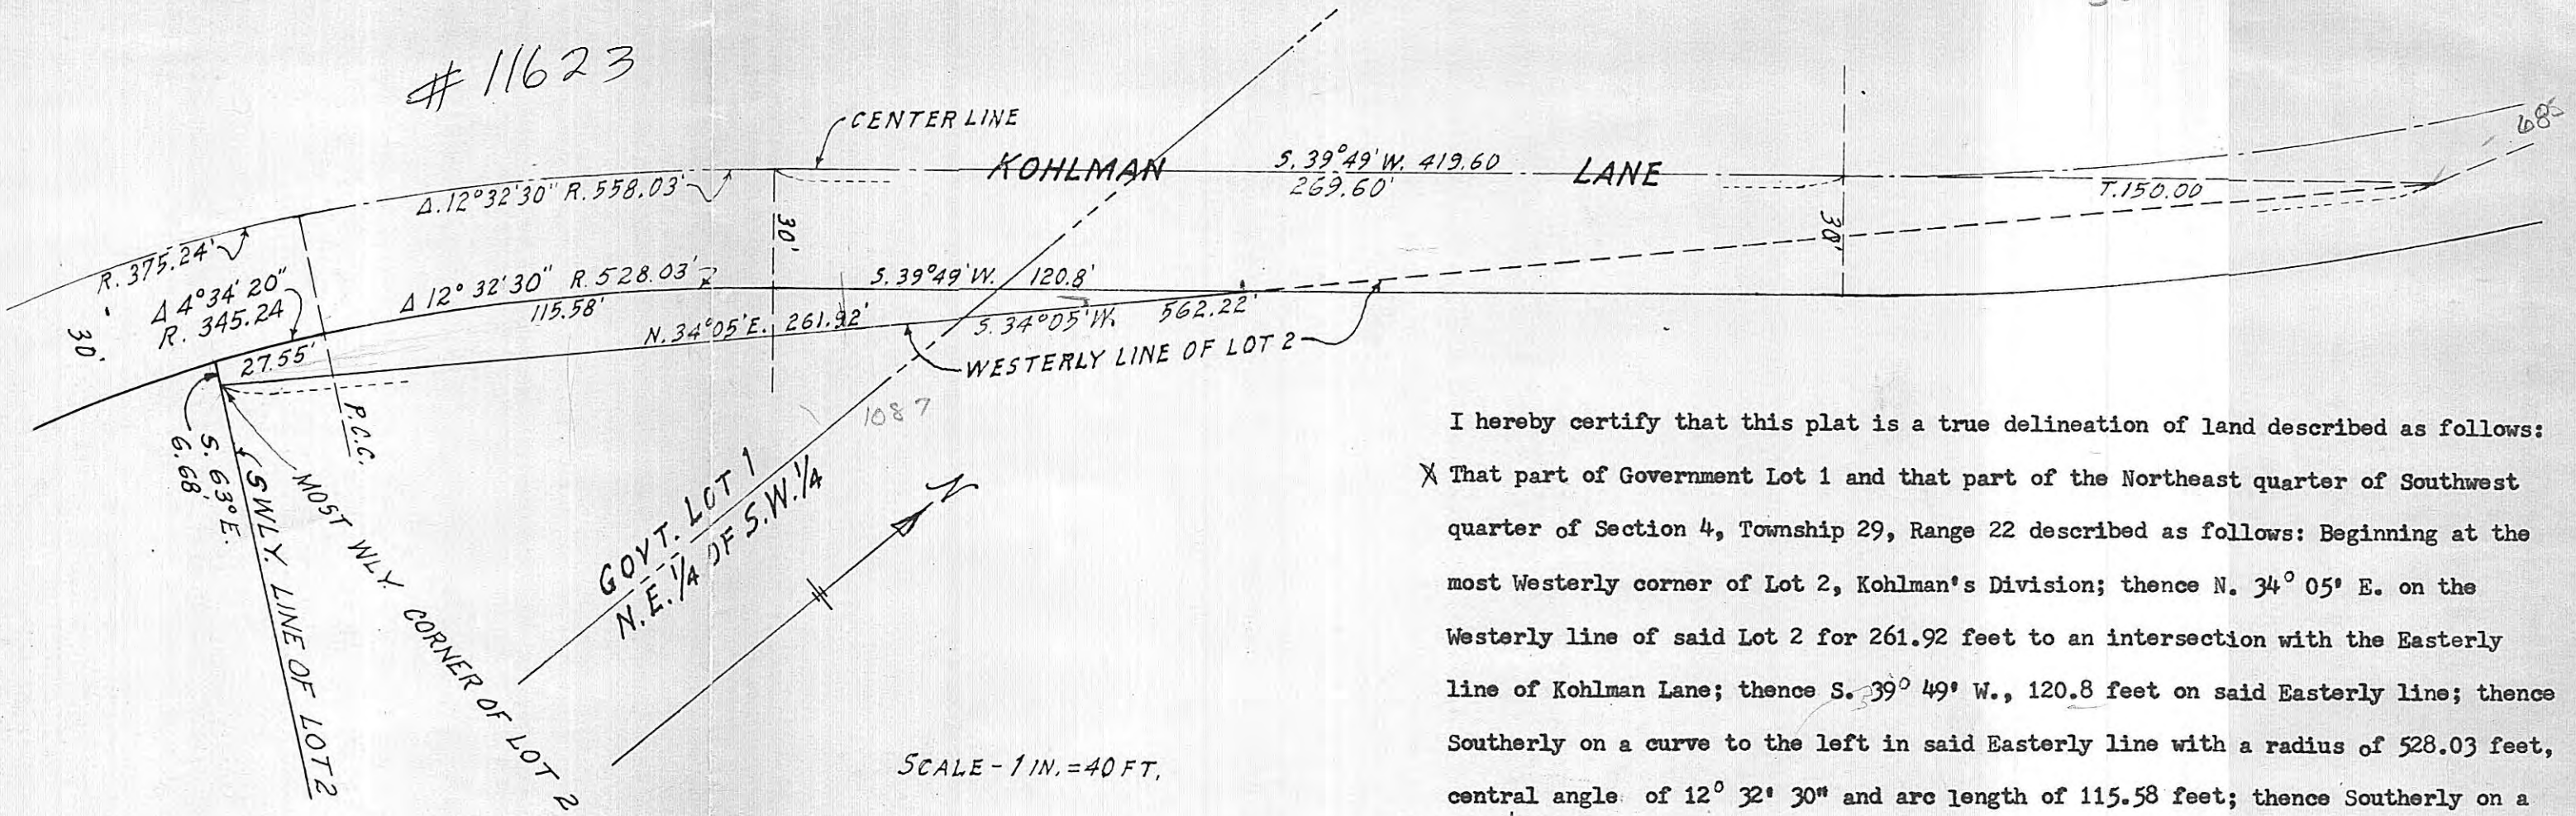 # 11623
CENTER LINE
KOHLMAN LANE
S. 39°49' W. 419.60
269.60'
T. 150.00
Δ. 12°32'30" R. 558.03'
R. 375.24'
Δ 4°34'20"
R. 345.24
30'
30'
30'
Δ 12°32'30" R. 528.03'
115.58'
S. 39°49' W. 120.8'
N. 34°05' E. 261.92'
S. 34°05' W. 562.22'
27.55'
WESTERLY LINE OF LOT 2
P.C.C.
S. 63° E.
6.68'
SWLY. LINE OF LOT 2
MOST WLY. CORNER OF LOT 2
1087
GOVT. LOT 1
N.E. 1/4 OF S.W. 1/4
N
SCALE - 1 IN. = 40 FT.
I hereby certify that this plat is a true delineation of land described as follows:
X That part of Government Lot 1 and that part of the Northeast quarter of Southwest
quarter of Section 4, Township 29, Range 22 described as follows: Beginning at the
most Westerly corner of Lot 2, Kohlman's Division; thence N. 34° 05' E. on the
Westerly line of said Lot 2 for 261.92 feet to an intersection with the Easterly
line of Kohlman Lane; thence S. 39° 49' W., 120.8 feet on said Easterly line; thence
Southerly on a curve to the left in said Easterly line with a radius of 528.03 feet,
central angle of 12° 32' 30" and arc length of 115.58 feet; thence Southerly on a